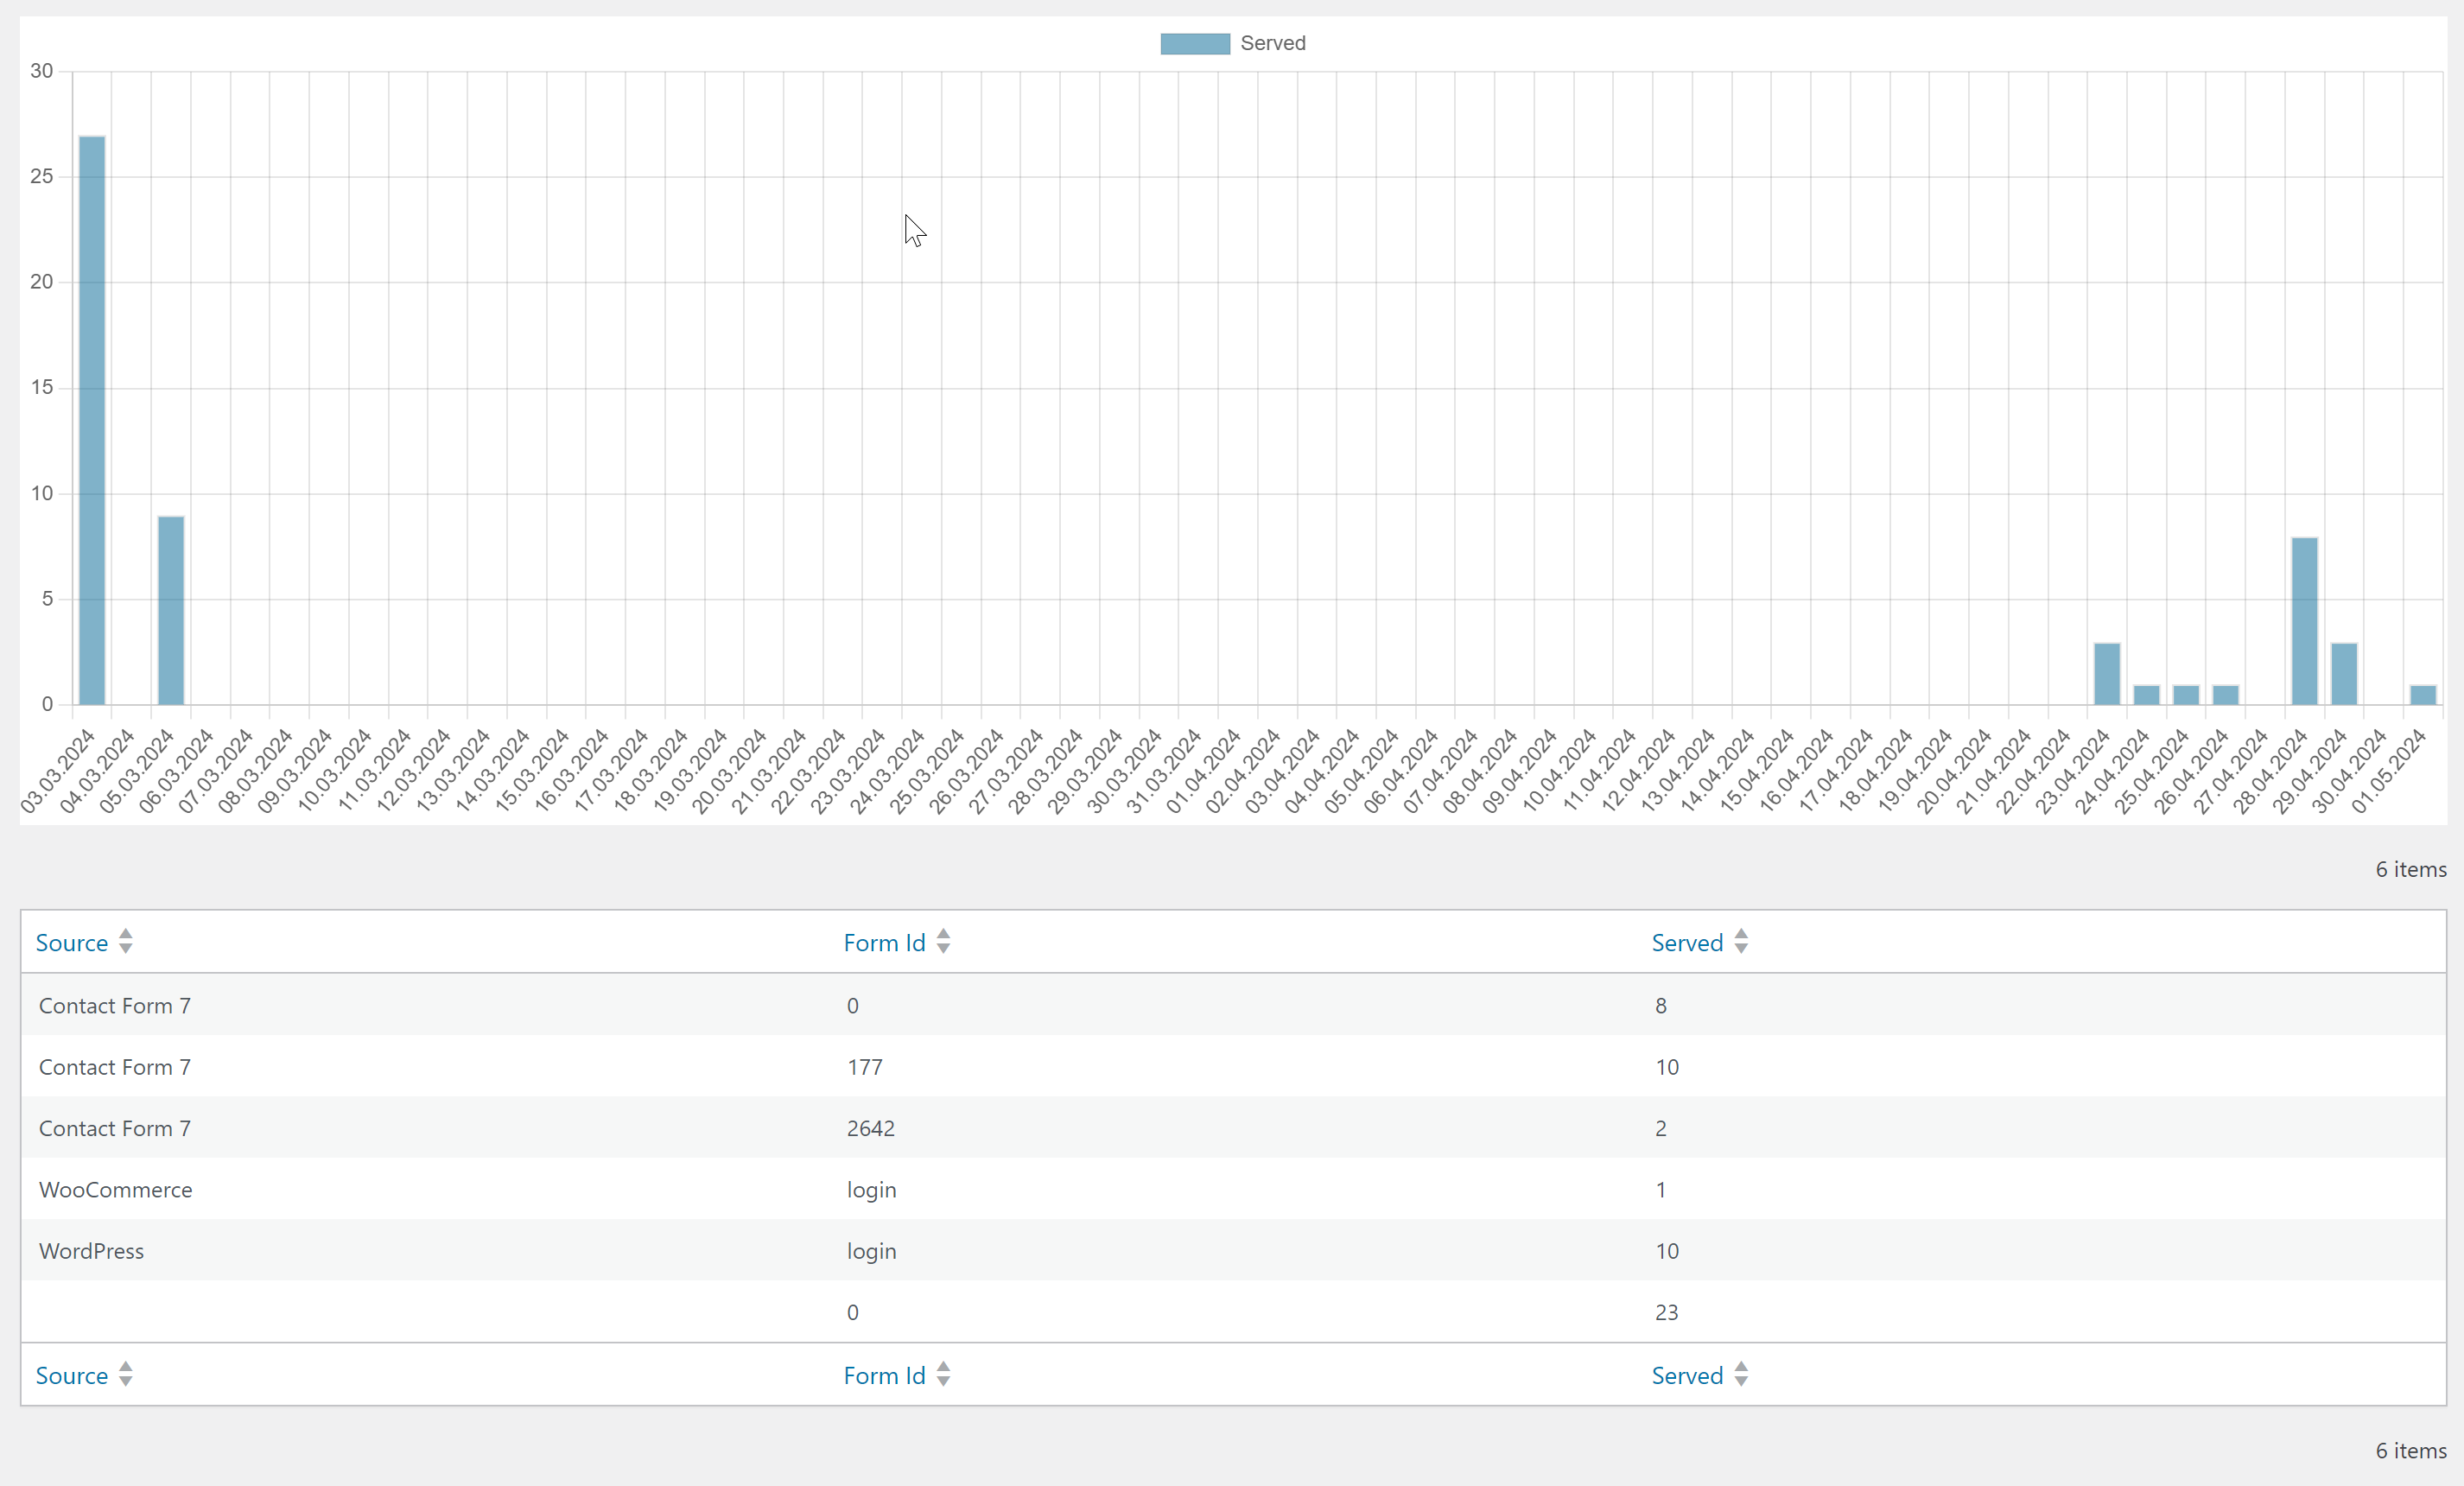 Served
30
25
20
15
10
5
0
03.03.2024 04.03.2024 05.03.2024 06.03.2024 07.03.2024 08.03.2024 09.03.2024 10.03.2024 11.03.2024 12.03.2024 13.03.2024 14.03.2024 15.03.2024 16.03.2024 17.03.2024 18.03.2024 19.03.2024 20.03.2024 21.03.2024 22.03.2024 23.03.2024 24.03.2024 25.03.2024 26.03.2024 27.03.2024 28.03.2024 29.03.2024 30.03.2024 31.03.2024 01.04.2024 02.04.2024 03.04.2024 04.04.2024 05.04.2024 06.04.2024 07.04.2024 08.04.2024 09.04.2024 10.04.2024 11.04.2024 12.04.2024 13.04.2024 14.04.2024 15.04.2024 16.04.2024 17.04.2024 18.04.2024 19.04.2024 20.04.2024 21.04.2024 22.04.2024 23.04.2024 24.04.2024 25.04.2024 26.04.2024 27.04.2024 28.04.2024 29.04.2024 30.04.2024 01.05.2024
6 items
Source Form Id Served
Contact Form 7 0 8
Contact Form 7 177 10
Contact Form 7 2642 2
WooCommerce login 1
WordPress login 10
0 23
Source Form Id Served
6 items